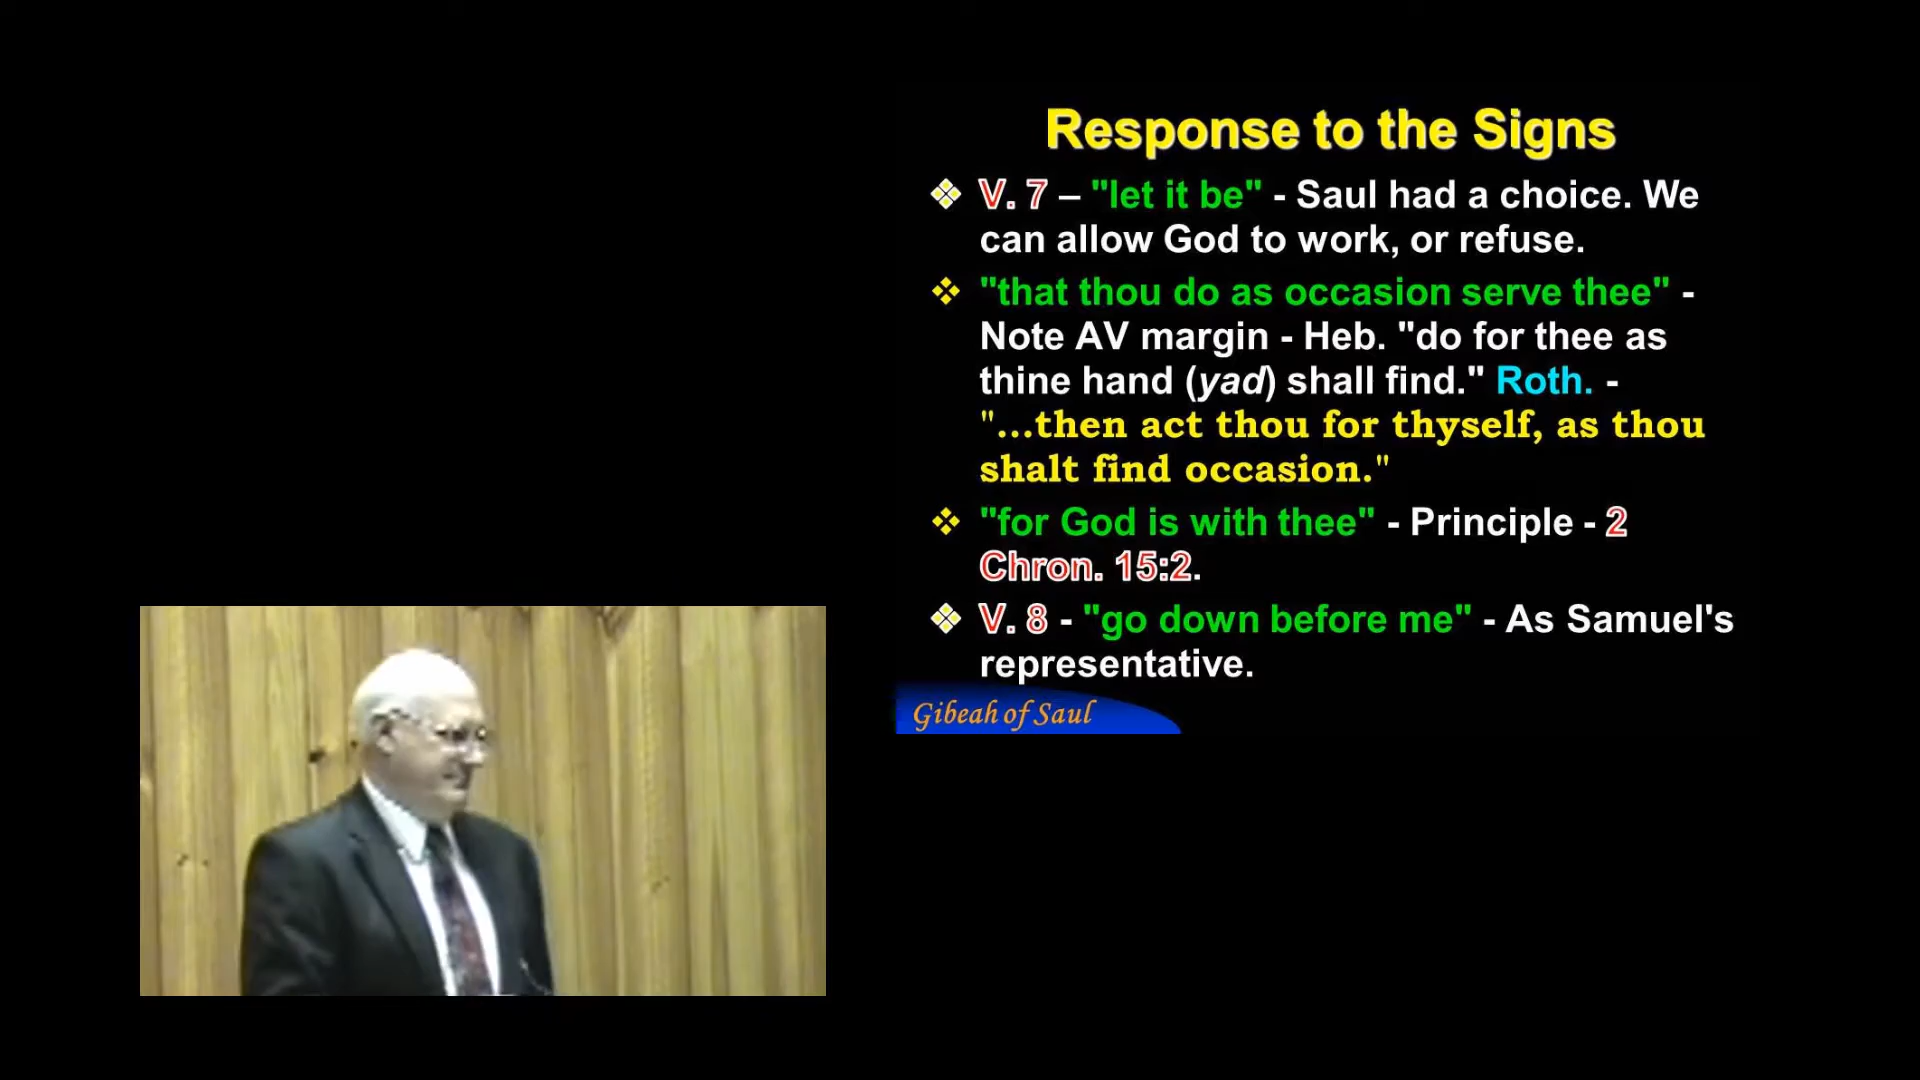 Response to the Signs
V. 7 – "let it be" - Saul had a choice. We
can allow God to work, or refuse.
"that thou do as occasion serve thee" -
Note AV margin - Heb. "do for thee as
thine hand (yad) shall find." Roth. -
"...then act thou for thyself, as thou
shalt find occasion."
"for God is with thee" - Principle - 2
Chron. 15:2.
V. 8 - "go down before me" - As Samuel's
representative.
Gibeah of Saul